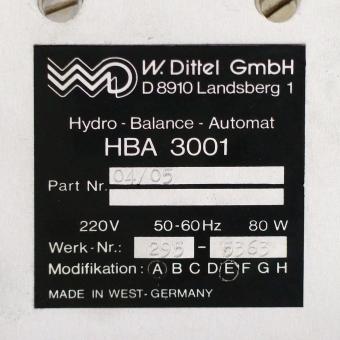 W. Dittel GmbH
D 8910 Landsberg 1
Hydro - Balance - Automat
HBA 3001
Part Nr. 04/05
220V 50-60Hz 80 W
Werk-Nr.: 295 - 5363
Modifikation: A B C D E F G H
MADE IN WEST-GERMANY